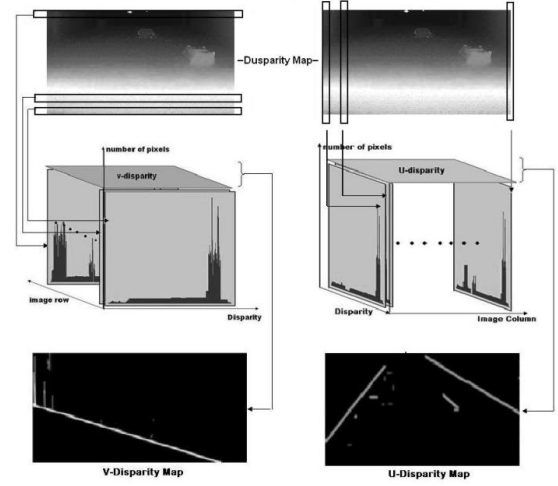 Dusparity Map
number of pixels
v-disparity
image row
Disparity
V-Disparity Map
number of pixels
U-disparity
Disparity
Image Column
U-Disparity Map